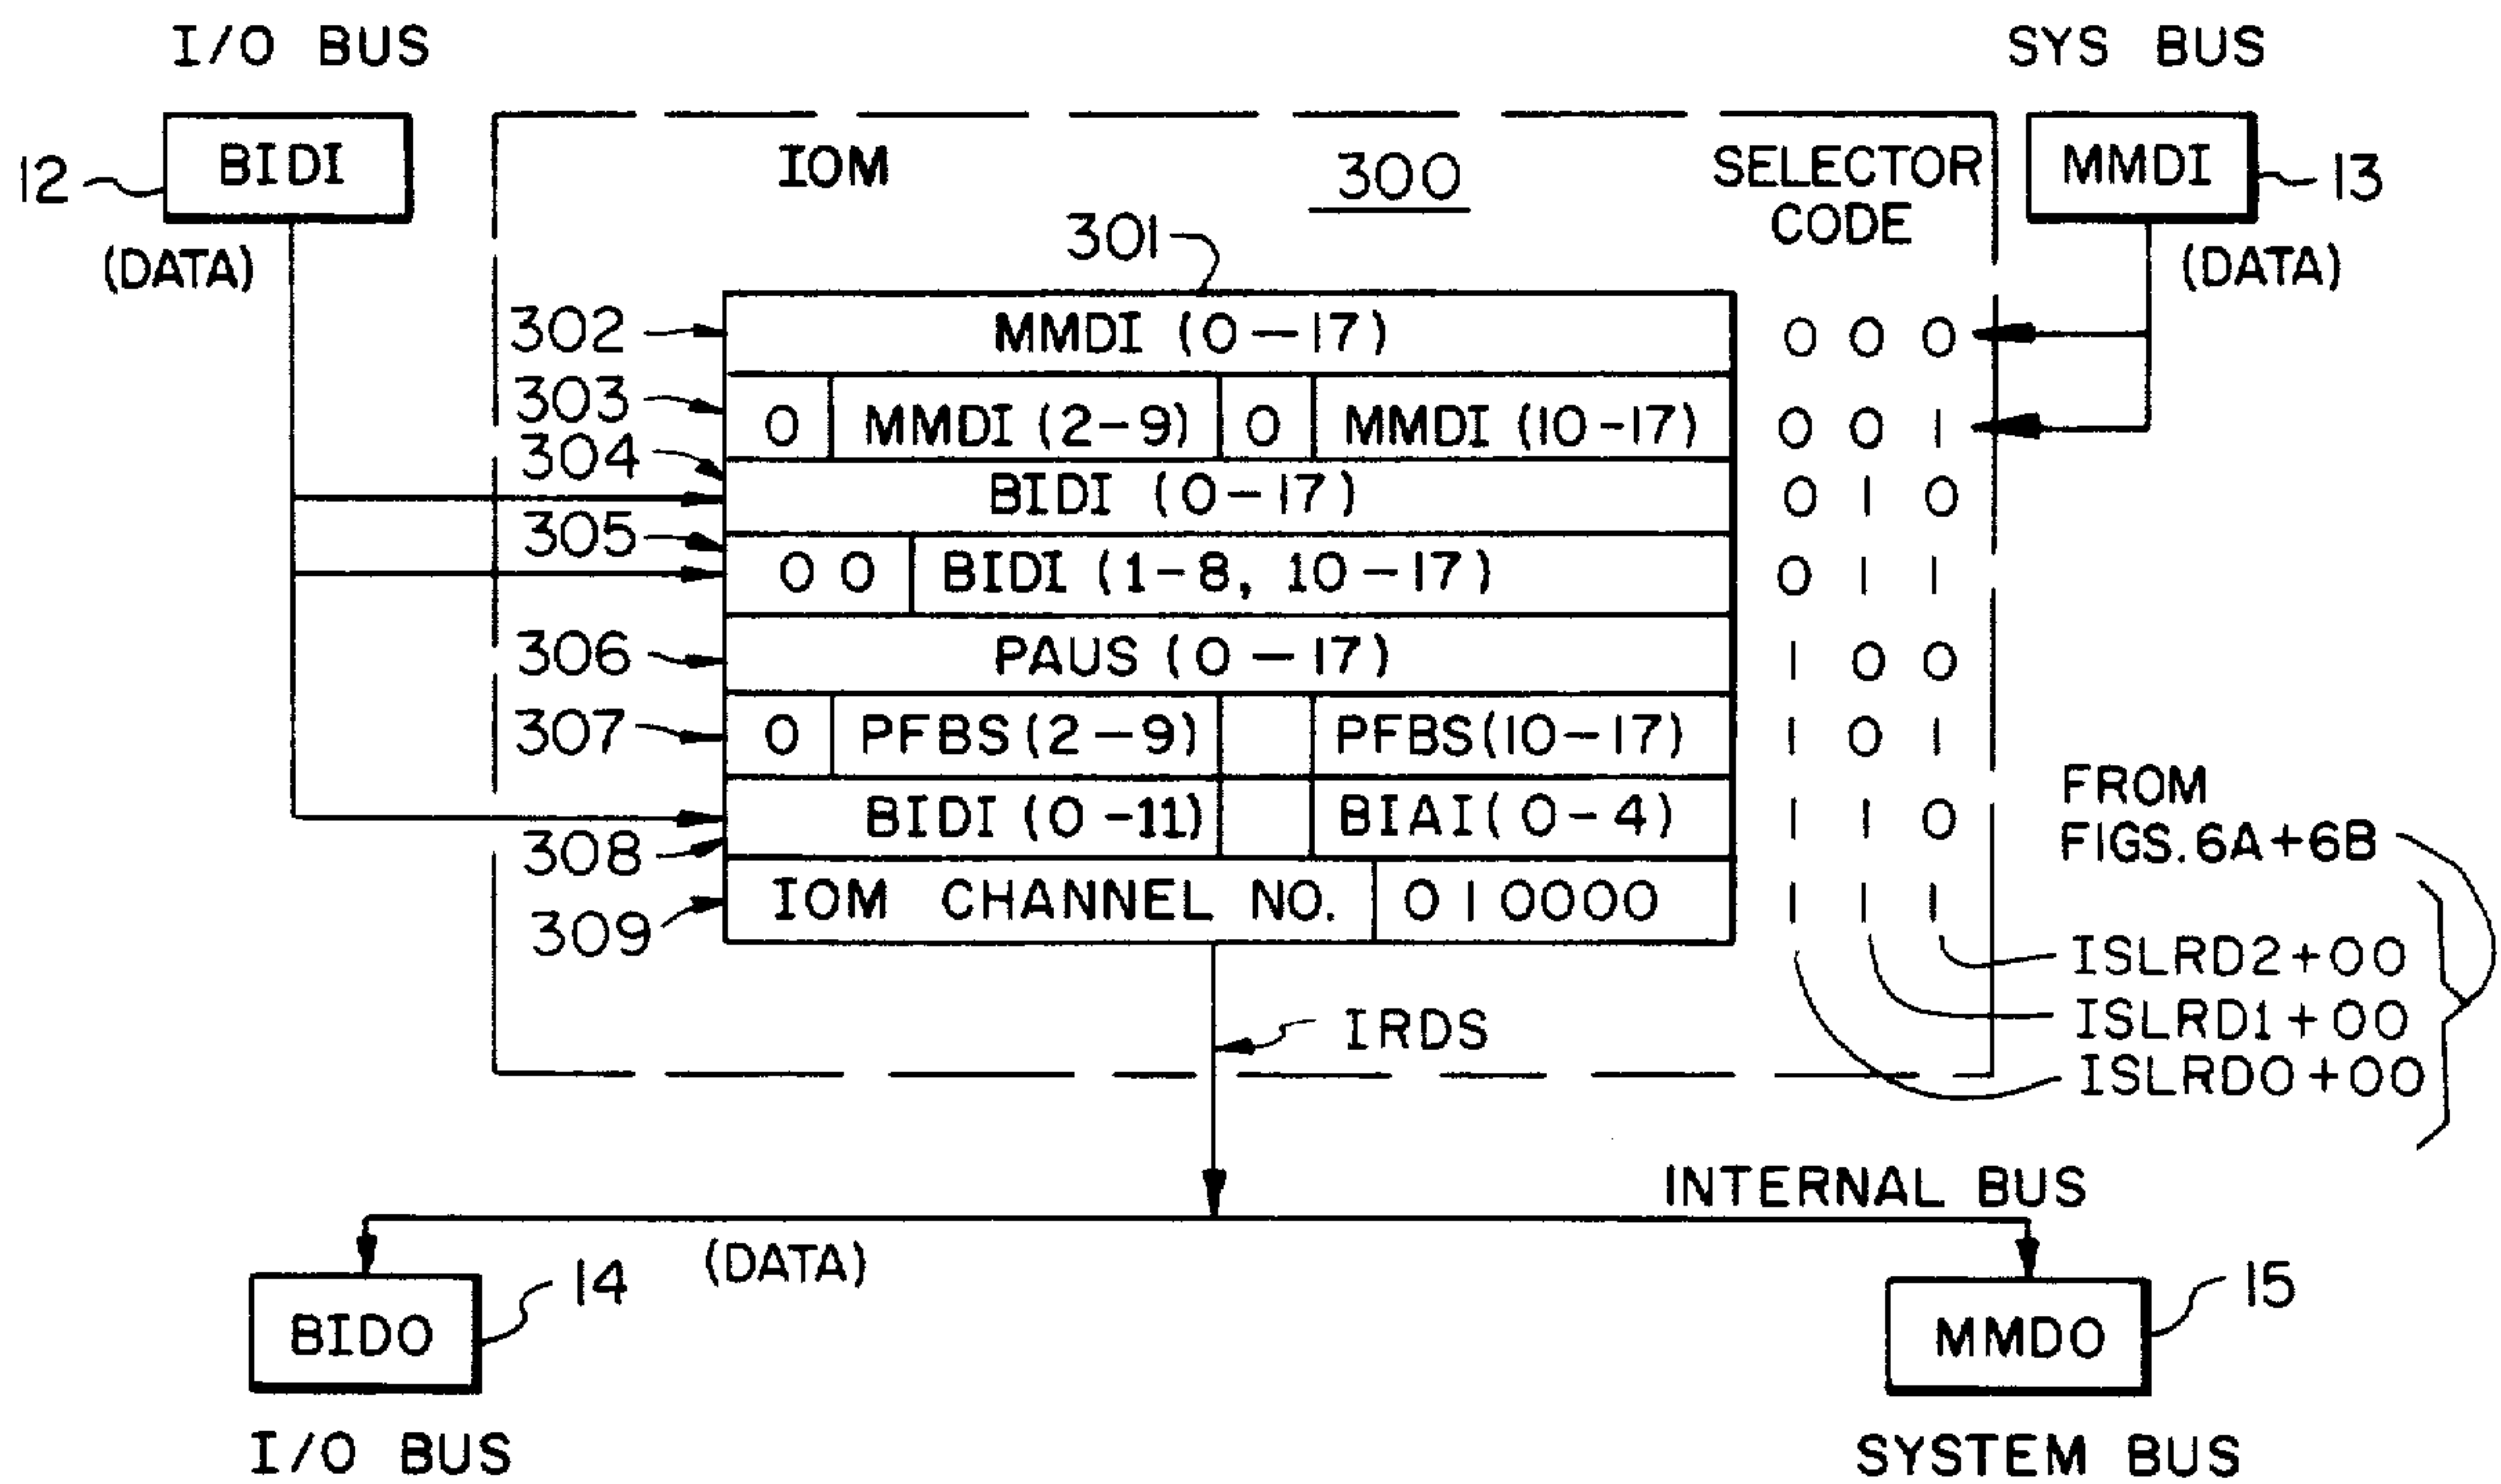 I/O BUS
SYS BUS
BIDI
12
(DATA)
IOM
300
SELECTOR
CODE
MMDI
13
(DATA)
301
302
MMDI (0-17)
0 0 0
303
0 MMDI (2-9) 0 MMDI (10-17)
0 0 1
304
BIDI (0-17)
0 1 0
305
0 0 BIDI (1-8, 10-17)
0 1 1
306
PAUS (0-17)
1 0 0
307
0 PFBS (2-9) PFBS(10-17)
1 0 1
308
BIDI (0-11) BIAI(0-4)
1 1 0
309
IOM CHANNEL NO. 010000
1 1 1
FROM
FIGS. 6A+6B
ISLRD2+00
ISLRD1+00
ISLRD0+00
IRDS
INTERNAL BUS
(DATA)
BIDO
14
MMDO
15
I/O BUS
SYSTEM BUS